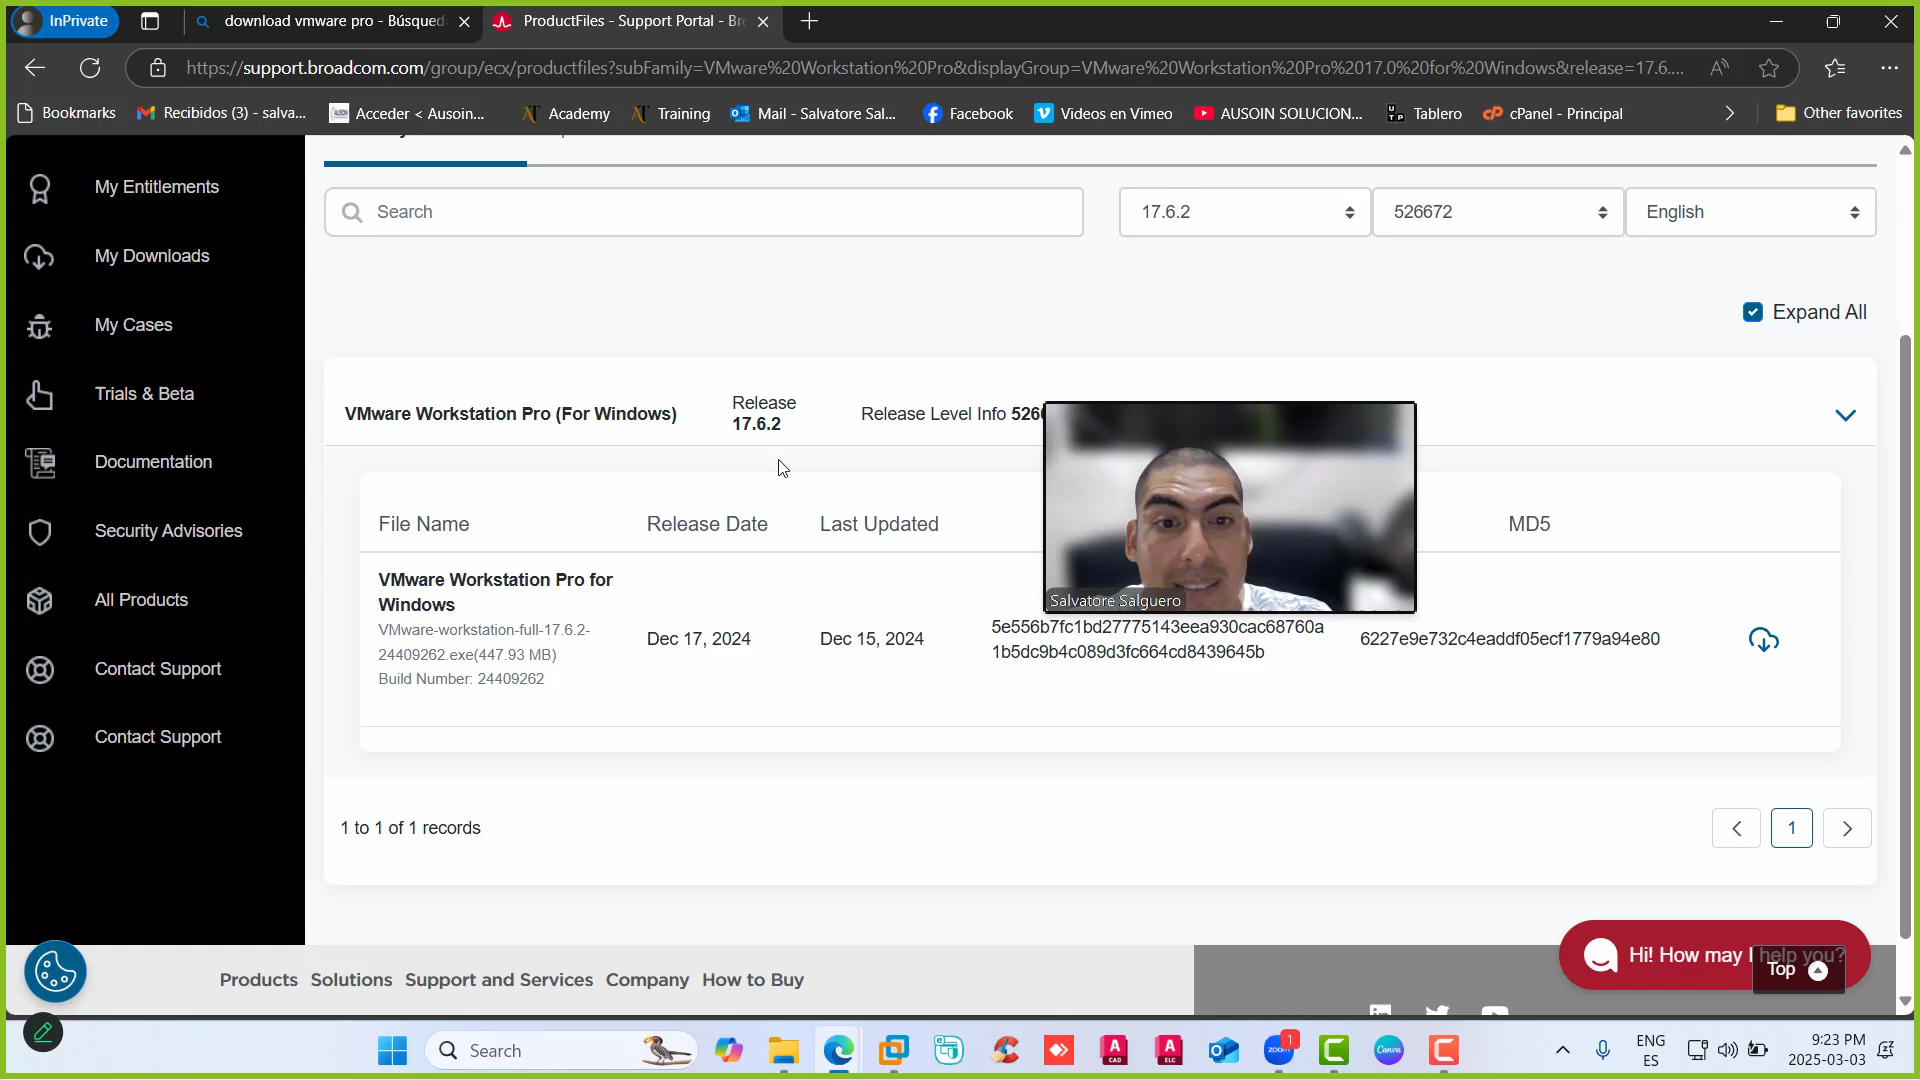 InPrivate
download vmware pro - Búsqued
ProductFiles - Support Portal - Br
https://support.broadcom.com/group/ecx/productfiles?subFamily=VMware%20Workstation%20Pro&displayGroup=VMware%20Workstation%20Pro%2017.0%20for%20Windows&release=17.6....
Bookmarks
Recibidos (3) - salva...
Acceder < Ausoin...
Academy
Training
Mail - Salvatore Sal...
Facebook
Videos en Vimeo
AUSOIN SOLUCION...
Tablero
cPanel - Principal
Other favorites
My Entitlements
My Downloads
My Cases
Trials & Beta
Documentation
Security Advisories
All Products
Contact Support
Contact Support
Search
17.6.2
526672
English
Expand All
VMware Workstation Pro (For Windows)
Release
17.6.2
Release Level Info 526
File Name
Release Date
Last Updated
MD5
VMware Workstation Pro for
Windows
VMware-workstation-full-17.6.2-
24409262.exe(447.93 MB)
Build Number: 24409262
Dec 17, 2024
Dec 15, 2024
5e556b7fc1bd27775143eea930cac68760a
1b5dc9b4c089d3fc664cd8439645b
6227e9e732c4eaddf05ecf1779a94e80
Salvatore Salguero
1 to 1 of 1 records
1
Hi! How may I help you?
Top
Products
Solutions
Support and Services
Company
How to Buy
Search
CAD
ELC
zoom
1
Canva
ENG
ES
9:23 PM
2025-03-03